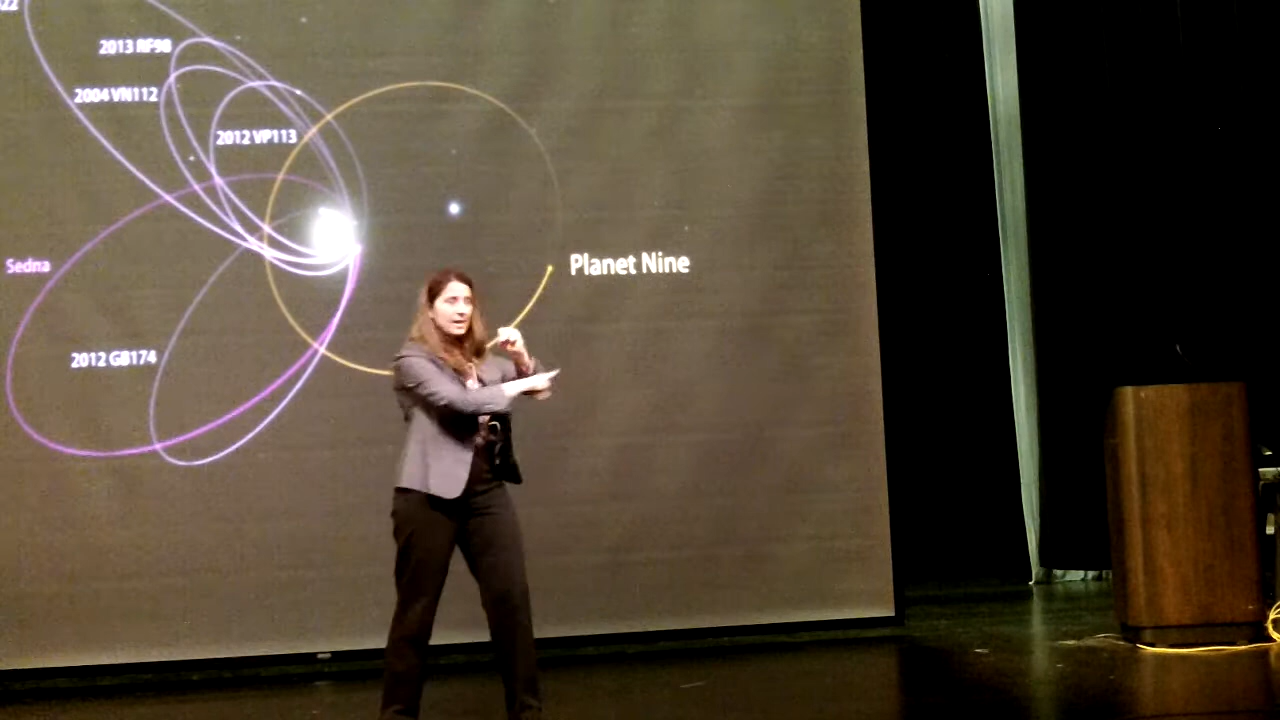 2013 RF98
2004 VN112
2012 VP113
Planet Nine
Sedna
2012 GB174